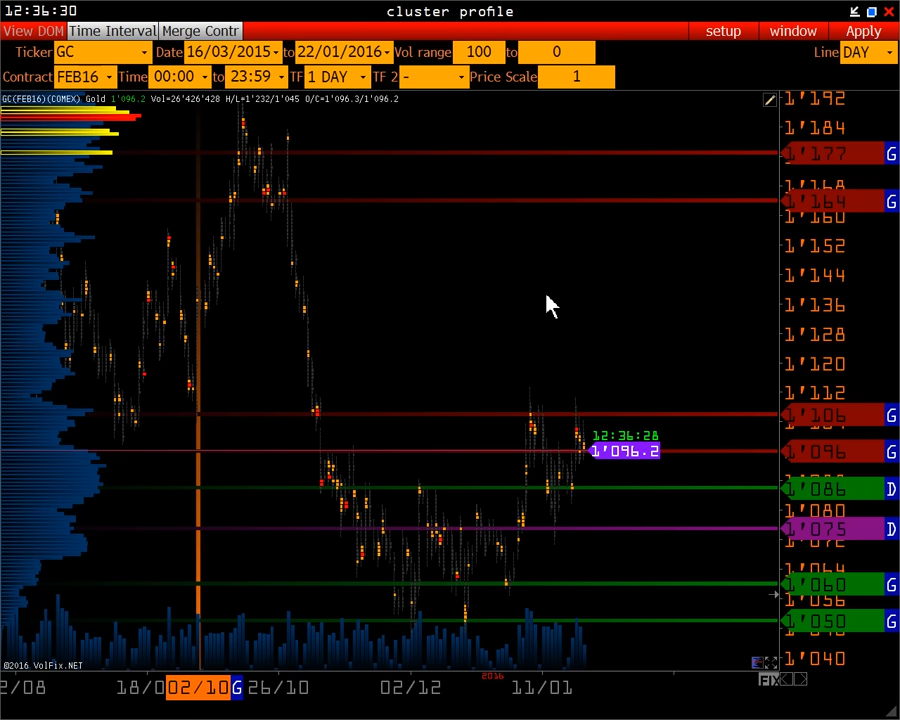 12:36:30 cluster profile
View DOM Time Interval Merge Contr setup window Apply
Ticker GC Date 16/03/2015 to 22/01/2016 Vol range 100 to 0 Line DAY
Contract FEB16 Time 00:00 to 23:59 TF 1 DAY TF 2 - Price Scale 1
GC(FEB16)(COMEX) Gold 1'096.2 Vol=26'426'428 H/L=1'232/1'045 O/C=1'096.3/1'096.2
1'192
1'184
1'177 G
1'168
1'164 G
1'160
1'152
1'144
1'136
1'128
1'120
1'112
1'106 G
12:36:28
1'096.2
1'096 G
1'086 D
1'080
1'075 D
1'072
1'064
1'060 G
1'056
1'050 G
1'040
©2016 VolFix.NET
FIX
2016
2/08 18/0 02/10 G 26/10 02/12 11/01